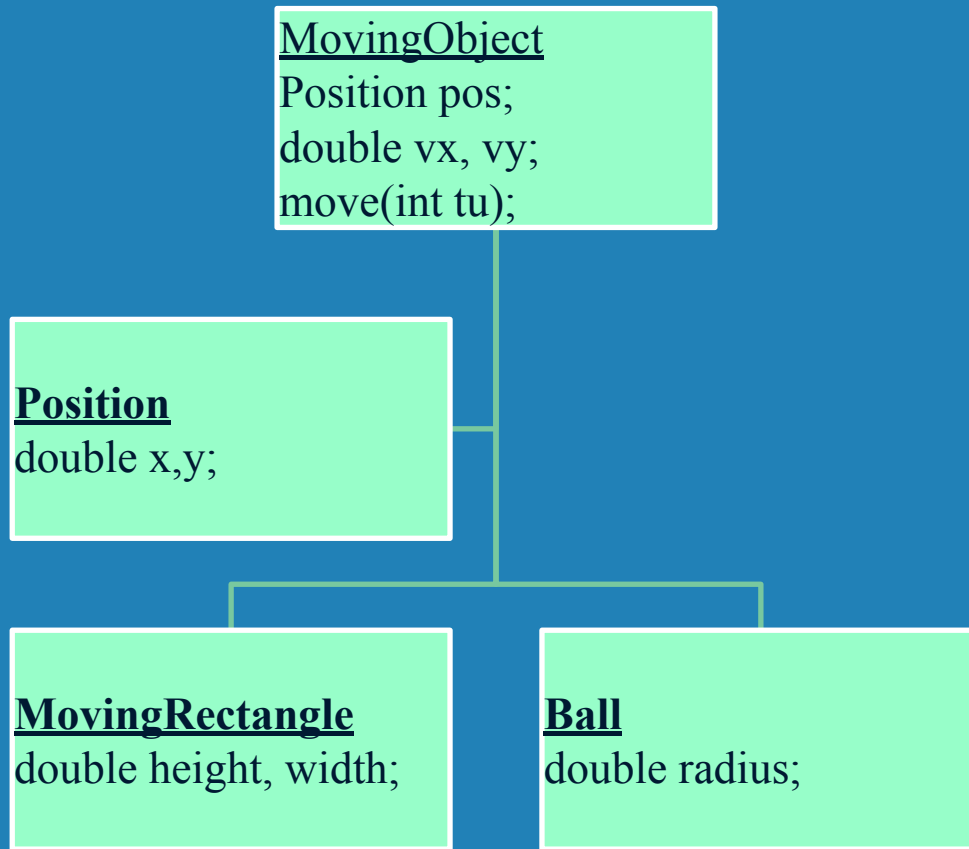 MovingObject
Position pos;
double vx, vy;
move(int tu);
Position
double x,y;
MovingRectangle
double height, width;
Ball
double radius;